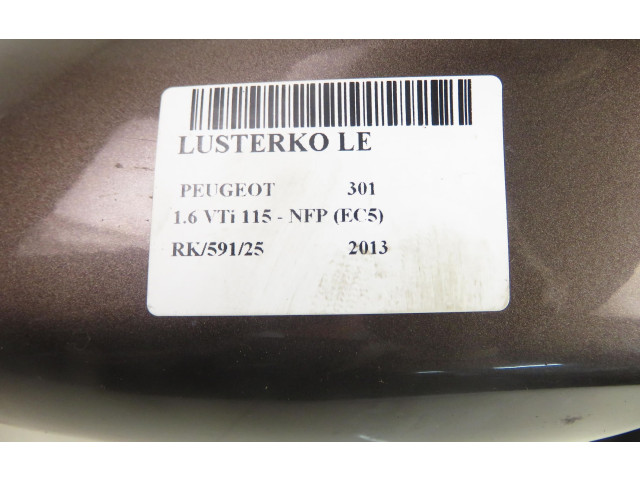 LUSTERKO LE
PEUGEOT 301
1.6 VTi 115 - NFP (EC5)
RK/591/25 2013